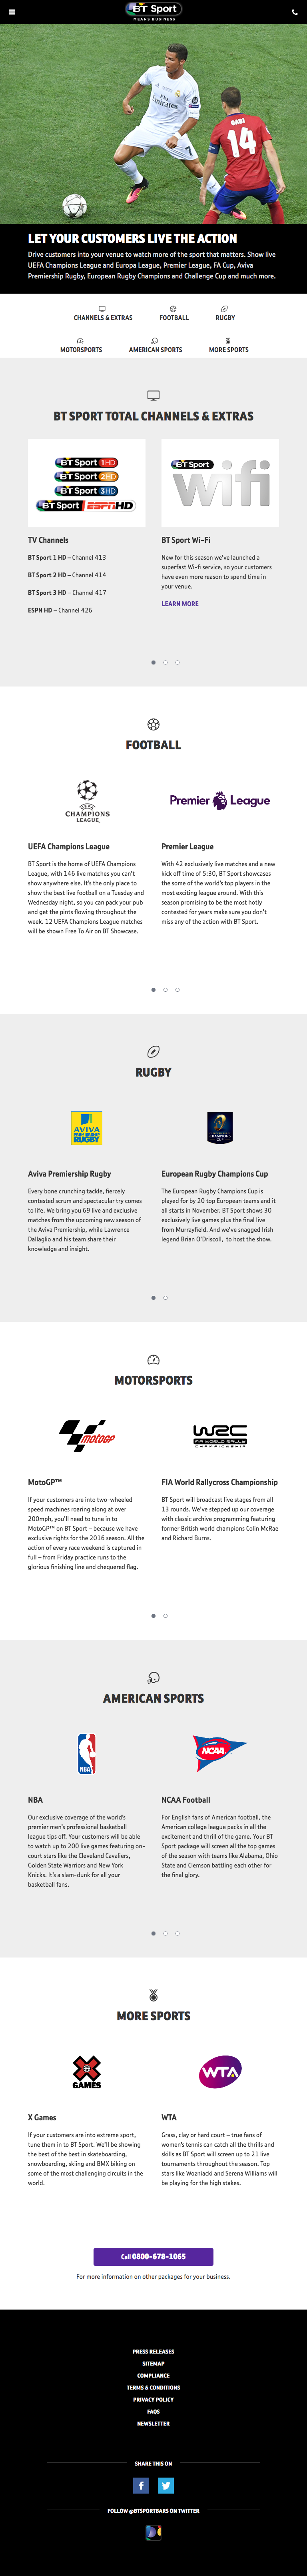 BT Sport
MEANS BUSINESS
Fly
Emirates
GABI
14
LET YOUR CUSTOMERS LIVE THE ACTION
Drive customers into your venue to watch more of the sport that matters. Show live
UEFA Champions League and Europa League, Premier League, FA Cup, Aviva
Premiership Rugby, European Rugby Champions and Challenge Cup and much more.
CHANNELS & EXTRAS
FOOTBALL
RUGBY
MOTORSPORTS
AMERICAN SPORTS
MORE SPORTS
BT SPORT TOTAL CHANNELS & EXTRAS
BT Sport 1HD
BT Sport 2HD
BT Sport 3HD
BT Sport ESPN HD
TV Channels
BT Sport 1 HD – Channel 413
BT Sport 2 HD – Channel 414
BT Sport 3 HD – Channel 417
ESPN HD – Channel 426
BT Sport
wifi
BT Sport Wi-Fi
New for this season we've launched a
superfast Wi-fi service, so your customers
have even more reason to spend time in
your venue.
LEARN MORE
FOOTBALL
UEFA
CHAMPIONS
LEAGUE
UEFA Champions League
BT Sport is the home of UEFA Champions
League, with 146 live matches you can't
show anywhere else. It's the only place to
show the best live football on a Tuesday and
Wednesday night, so you can pack your pub
and get the pints flowing throughout the
week. 12 UEFA Champions League matches
will be shown Free To Air on BT Showcase.
Premier League
Premier League
With 42 exclusively live matches and a new
kick off time of 5:30, BT Sport showcases
the some of the world's top players in the
most exciting league around. With this
season promising to be the most hotly
contested for years make sure you don't
miss any of the action with BT Sport.
RUGBY
AVIVA
PREMIERSHIP
RUGBY
Aviva Premiership Rugby
Every bone crunching tackle, fiercely
contested scrum and spectacular try comes
to life. We bring you 69 live and exclusive
matches from the upcoming new season of
the Aviva Premiership, while Lawrence
Dallaglio and his team share their
knowledge and insight.
CHAMPIONS
CUP
European Rugby Champions Cup
The European Rugby Champions Cup is
played for by 20 top European teams and it
all starts in November. BT Sport shows 30
exclusively live games plus the final live
from Murrayfield. And we've snagged Irish
legend Brian O'Driscoll, to host the show.
MOTORSPORTS
MotoGP
MotoGP™
If your customers are into two-wheeled
speed machines roaring along at over
200mph, you'll need to tune in to
MotoGP™ on BT Sport – because we have
exclusive rights for the 2016 season. All the
action of every race weekend is captured in
full – from Friday practice runs to the
glorious finishing line and chequered flag.
WRC
FIA WORLD RALLY
CHAMPIONSHIP
FIA World Rallycross Championship
BT Sport will broadcast live stages from all
13 rounds. We've stepped up our coverage
with classic archive programming featuring
former British world champions Colin McRae
and Richard Burns.
AMERICAN SPORTS
NBA
NBA
Our exclusive coverage of the world's
premier men's professional basketball
league tips off. Your customers will be able
to watch up to 200 live games featuring on-
court stars like the Cleveland Cavaliers,
Golden State Warriors and New York
Knicks. It's a slam-dunk for all your
basketball fans.
NCAA
NCAA Football
For English fans of American football, the
American college league packs in all the
excitement and thrill of the game. Your BT
Sport package will screen all the top games
of the season with teams like Alabama, Ohio
State and Clemson battling each other for
the final glory.
MORE SPORTS
X
GAMES
X Games
If your customers are into extreme sport,
tune them in to BT Sport. We'll be showing
the best of the best in skateboarding,
snowboarding, skiing and BMX biking on
some of the most challenging circuits in the
world.
WTA
WTA
Grass, clay or hard court – true fans of
women's tennis can catch all the thrills and
skills as BT Sport will screen up to 21 live
tournaments throughout the season. Top
stars like Wozniacki and Serena Williams will
be playing for the high stakes.
Call 0800-678-1065
For more information on other packages for your business.
PRESS RELEASES
SITEMAP
COMPLIANCE
TERMS & CONDITIONS
PRIVACY POLICY
FAQS
NEWSLETTER
SHARE THIS ON
FOLLOW @BTSPORTBARS ON TWITTER